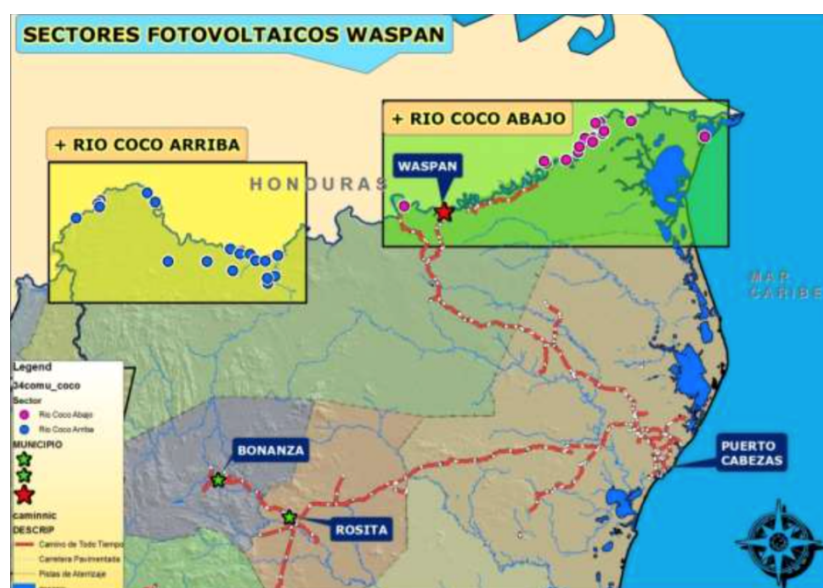 SECTORES FOTOVOLTAICOS WASPAN
+ RIO COCO ABAJO
+ RIO COCO ARRIBA
WASPAN
HONDURAS
MAR
CARIBE
Legend
34comu_coco
Sector
Rio Coco Abajo
Rio Coco Arriba
MUNICIPIO
BONANZA
PUERTO
CABEZAS
ROSITA
caminnic
DESCRIP
Camino de Todo Tiempo
Carretera Pavimentada
Pistas de Aterrizaje